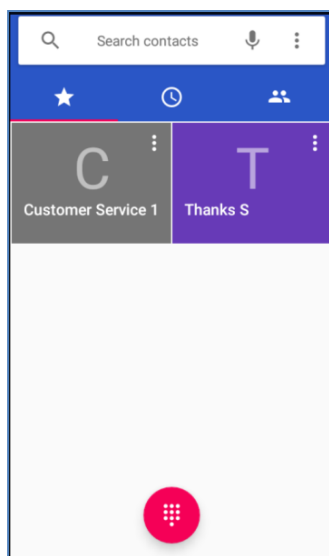 Search contacts
C
T
Customer Service 1
Thanks S